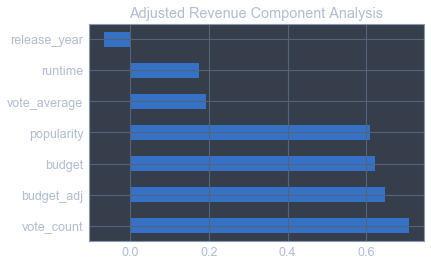 Adjusted Revenue Component Analysis
release_year
runtime
vote_average
popularity
budget
budget_adj
vote_count
0.0 0.2 0.4 0.6